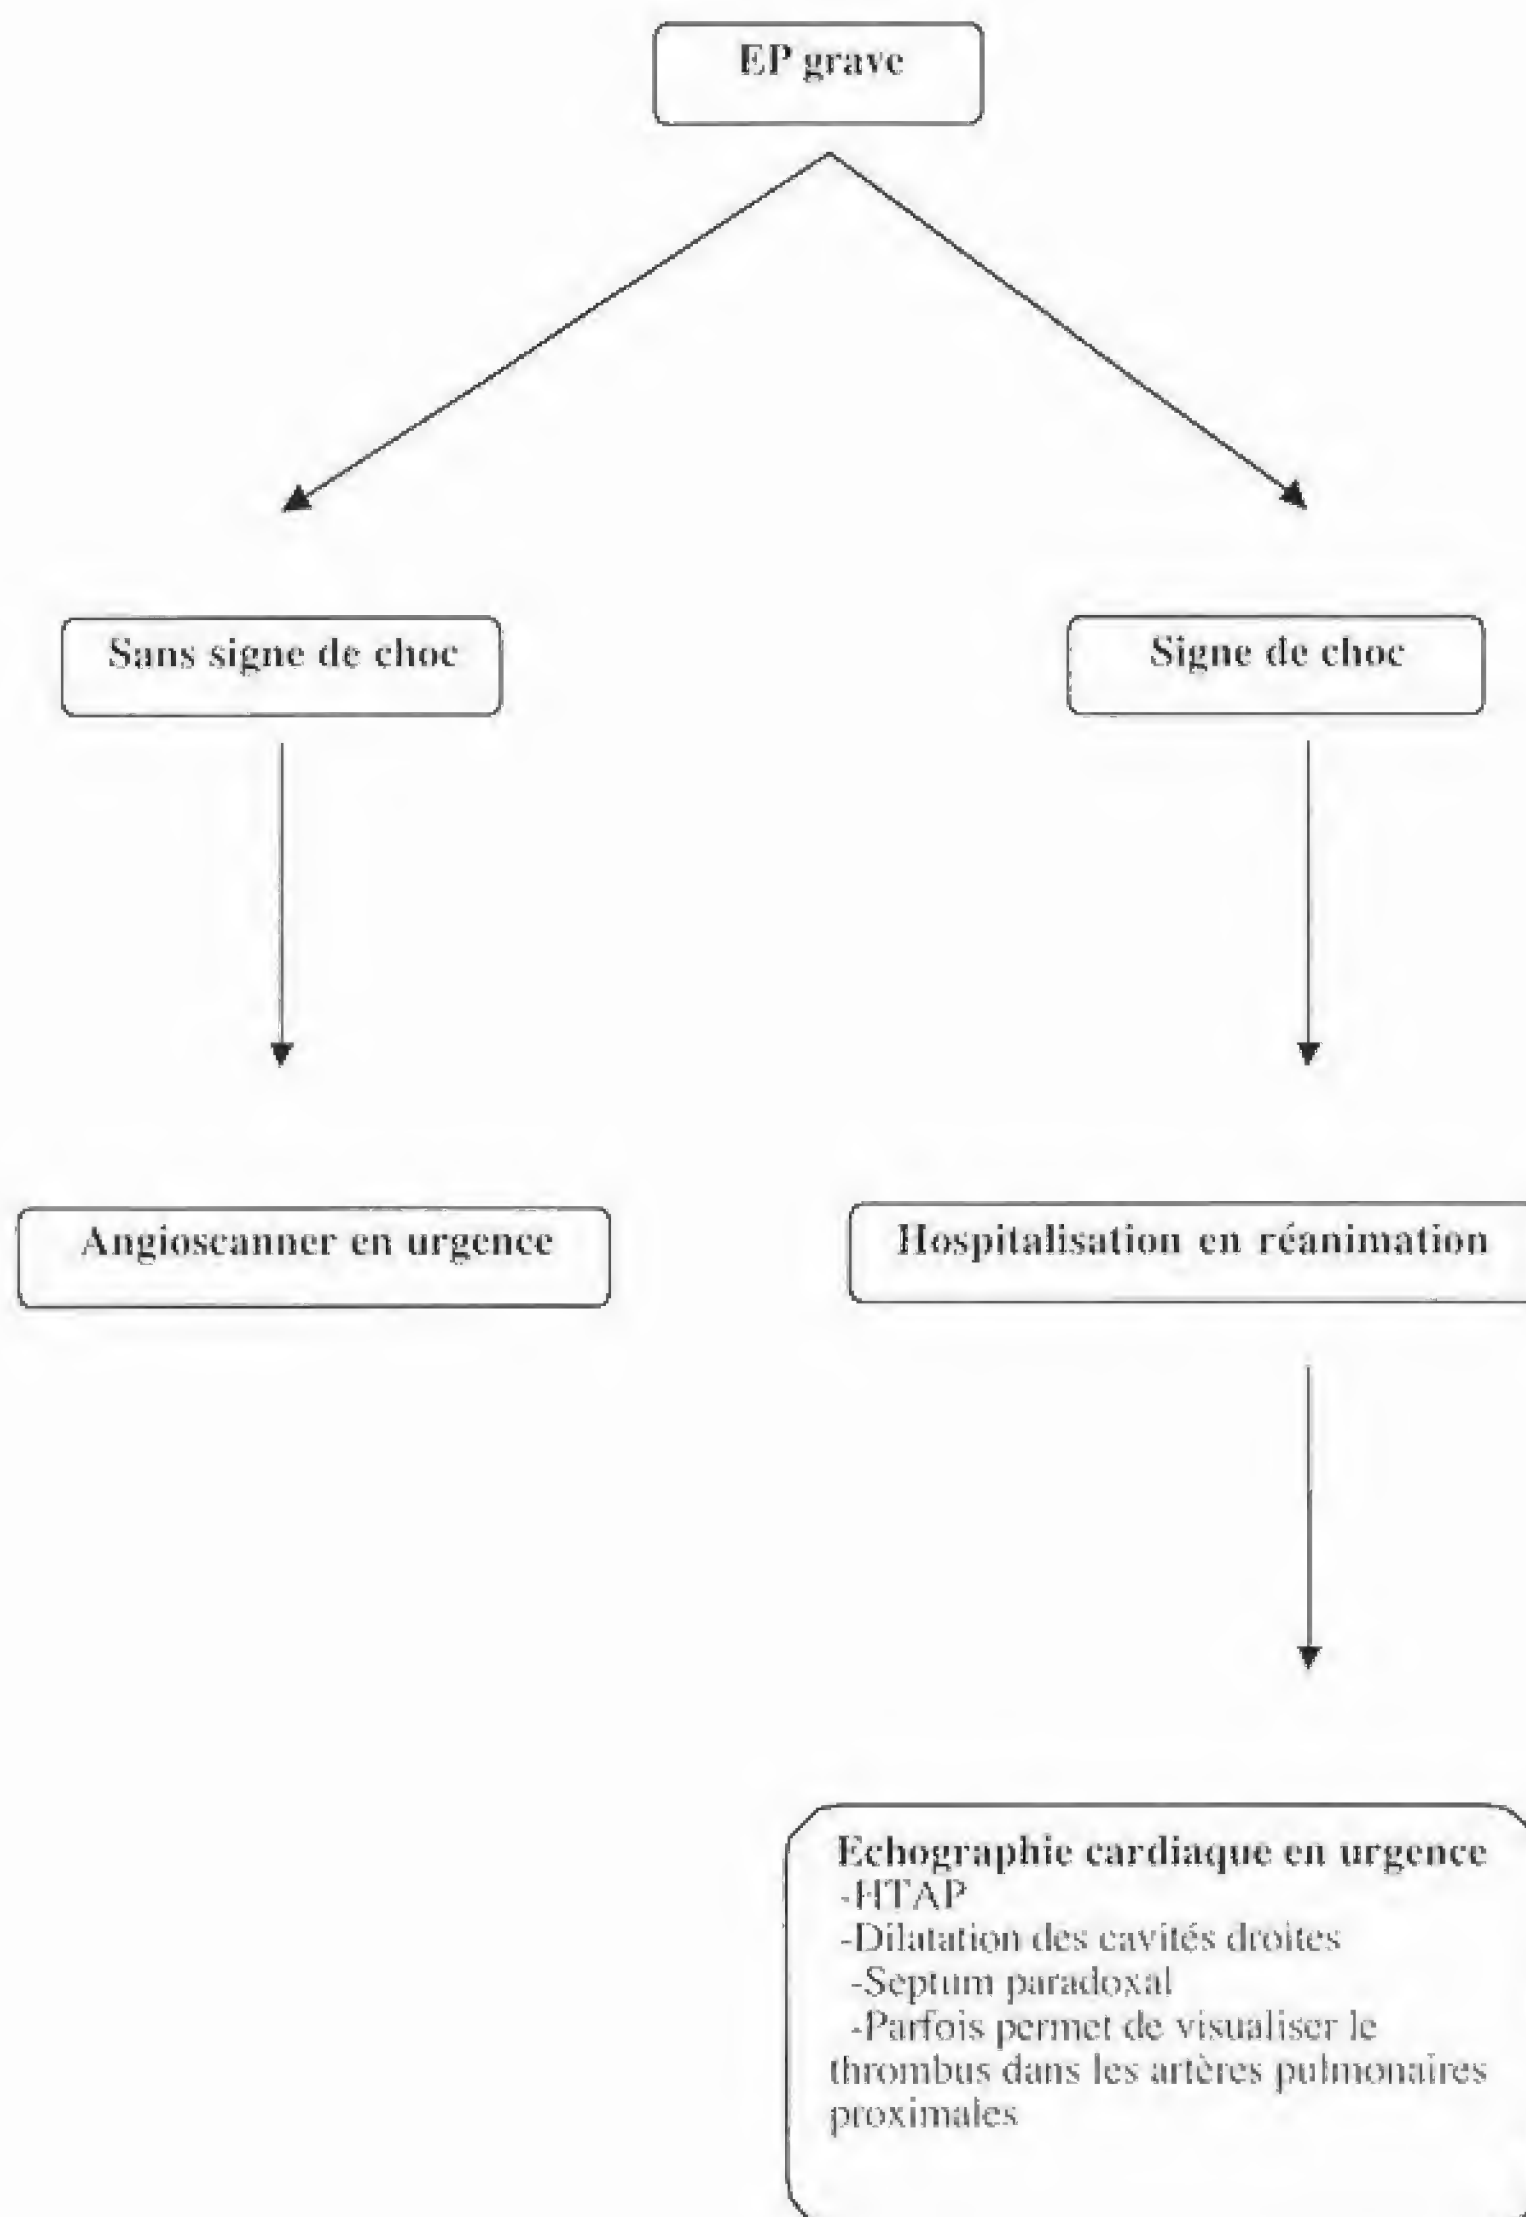 EP grave
Sans signe de choc
Signe de choc
Angioscanner en urgence
Hospitalisation en réanimation
Echographie cardiaque en urgence
-HTAP
-Dilatation des cavités droites
-Septum paradoxal
-Parfois permet de visualiser le
thrombus dans les artères pulmonaires
proximales